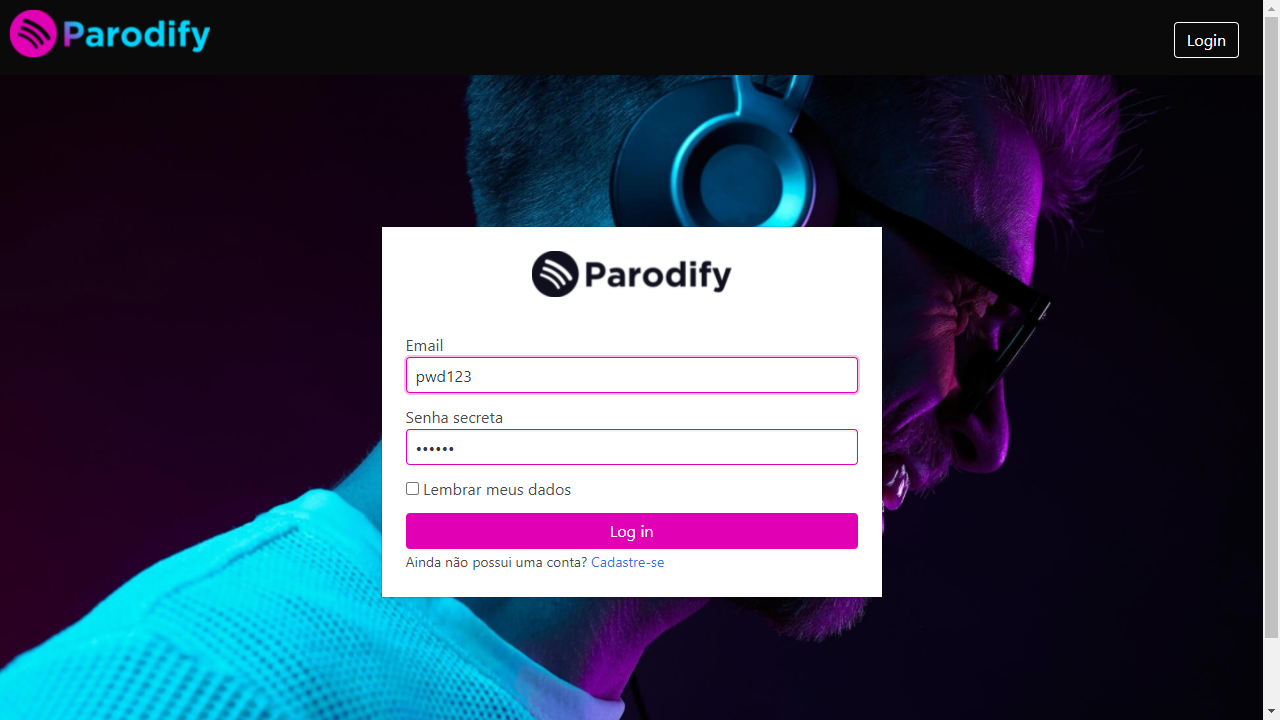 Parodify
Login
Parodify
Email
pwd123
Senha secreta
••••••
Lembrar meus dados
Log in
Ainda não possui uma conta? Cadastre-se